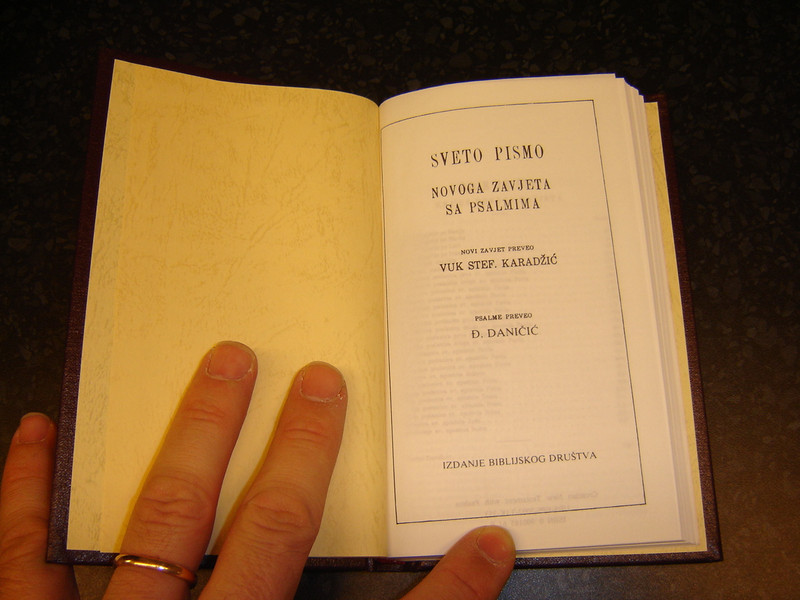 SVETO PISMO
NOVOGA ZAVJETA
SA PSALMIMA
NOVI ZAVJET PREVEO
VUK STEF. KARADŽIĆ
PSALME PREVEO
Đ. DANIČIĆ
IZDANJE BIBLIJSKOG DRUŠTVA